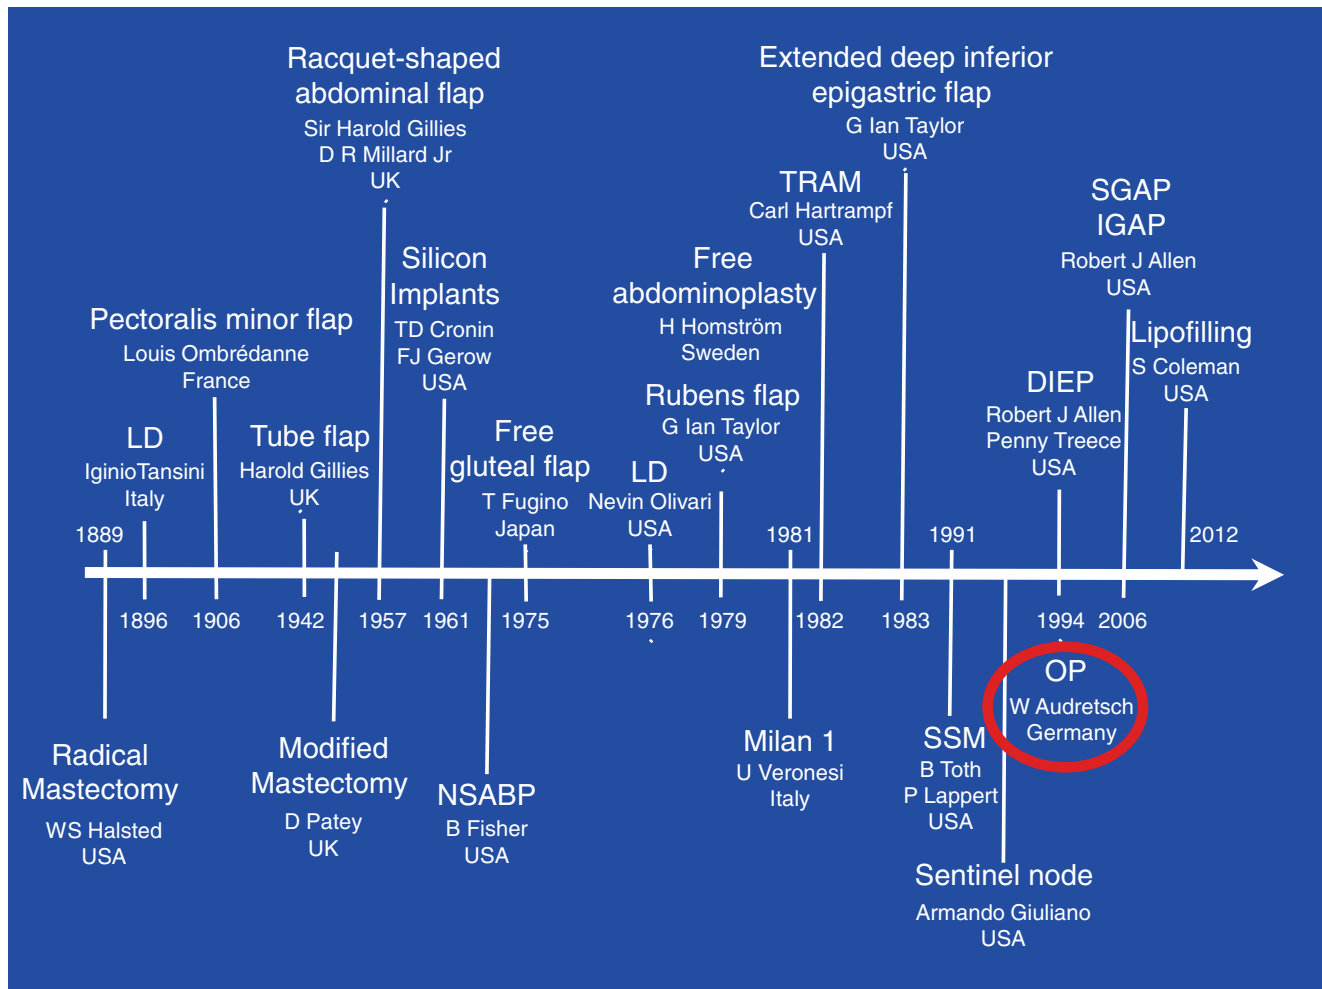 Racquet-shaped
abdominal flap
Sir Harold Gillies
D R Millard Jr
UK
Extended deep inferior
epigastric flap
G Ian Taylor
USA
TRAM
Carl Hartrampf
USA
SGAP
IGAP
Robert J Allen
USA
Silicon
Implants
TD Cronin
FJ Gerow
USA
Free
abdominoplasty
H Homström
Sweden
Pectoralis minor flap
Louis Ombrédanne
France
Lipofilling
S Coleman
USA
Rubens flap
G Ian Taylor
USA
DIEP
Robert J Allen
Penny Treece
USA
LD
IginioTansini
Italy
Tube flap
Harold Gillies
UK
Free
gluteal flap
T Fugino
Japan
LD
Nevin Olivari
USA
1889
1981
1991
2012
1896
1906
1942
1957
1961
1975
1976
1979
1982
1983
1994
2006
OP
W Audretsch
Germany
Radical
Mastectomy
WS Halsted
USA
Modified
Mastectomy
D Patey
UK
NSABP
B Fisher
USA
Milan 1
U Veronesi
Italy
SSM
B Toth
P Lappert
USA
Sentinel node
Armando Giuliano
USA